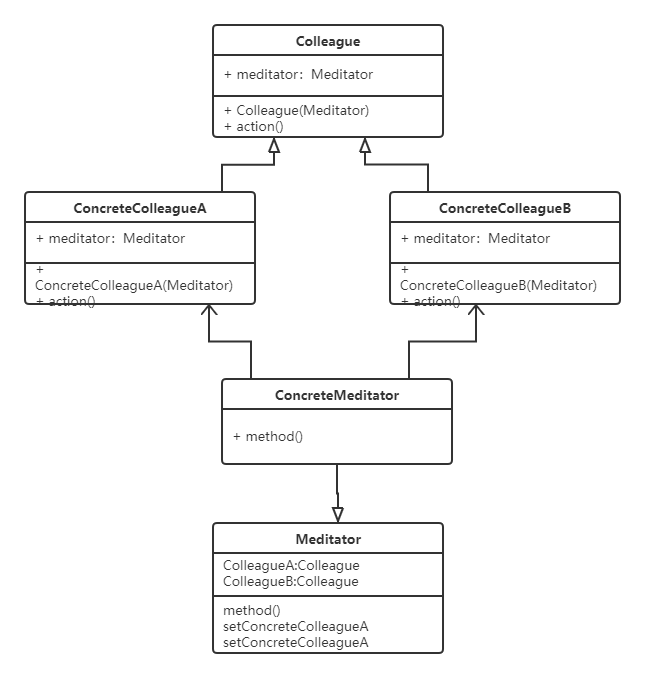 Colleague
+ meditator： Meditator
+ Colleague(Meditator)
+ action()
ConcreteColleagueA
+ meditator： Meditator
+
ConcreteColleagueA(Meditator)
+ action()
ConcreteColleagueB
+ meditator： Meditator
+
ConcreteColleagueB(Meditator)
+ action()
ConcreteMeditator
+ method()
Meditator
ColleagueA:Colleague
ColleagueB:Colleague
method()
setConcreteColleagueA
setConcreteColleagueA